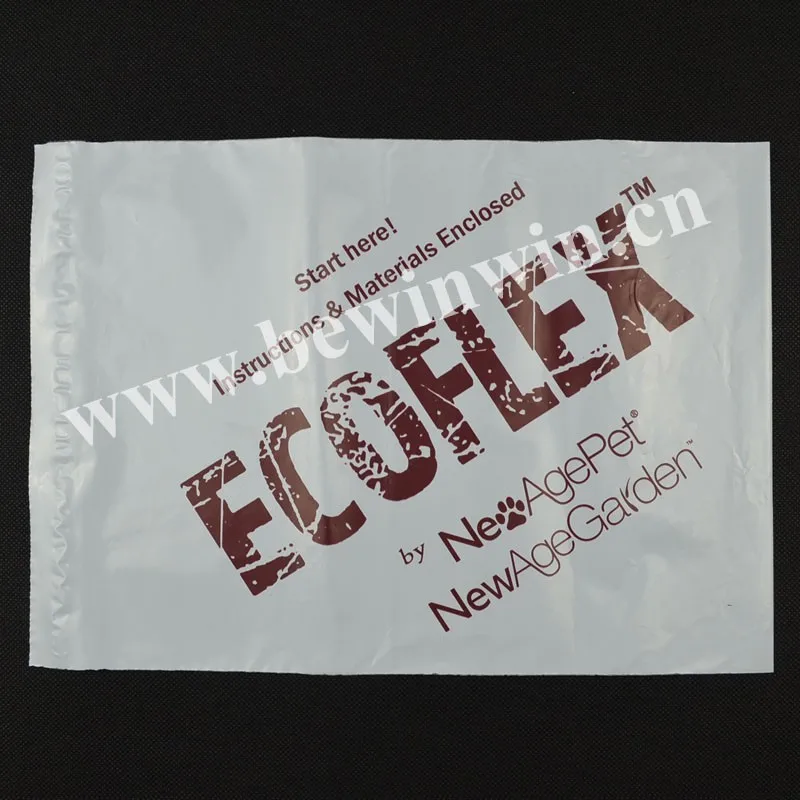 Start here!
Instructions & Materials Enclosed
ECOFLEX™
by NewAgePet®
NewAgeGarden™
www.bewinwin.cn